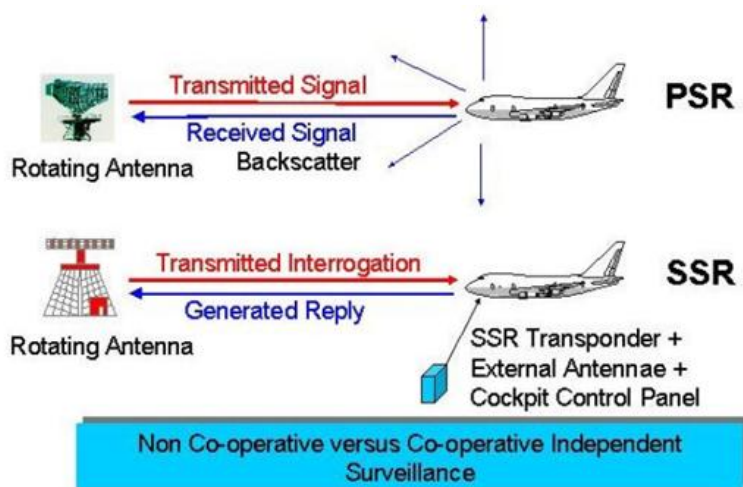 Transmitted Signal
PSR
Received Signal
Backscatter
Rotating Antenna
Transmitted Interrogation
SSR
Generated Reply
Rotating Antenna
SSR Transponder +
External Antennae +
Cockpit Control Panel
Non Co-operative versus Co-operative Independent
Surveillance